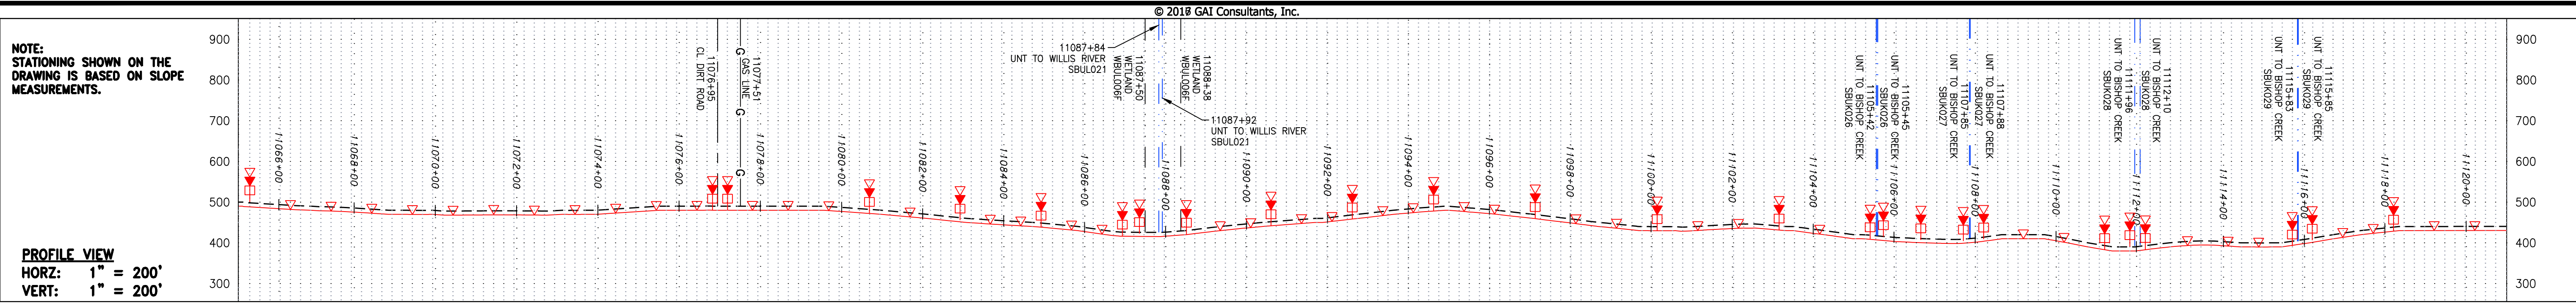 © 2016 GAI Consultants, Inc.
NOTE:
STATIONING SHOWN ON THE
DRAWING IS BASED ON SLOPE
MEASUREMENTS.
PROFILE VIEW
HORZ: 1" = 200'
VERT: 1" = 200'
900
800
700
600
500
400
300
11066+00
11068+00
11070+00
11072+00
11074+00
11076+00
11078+00
11080+00
11082+00
11084+00
11086+00
11088+00
11090+00
11092+00
11094+00
11096+00
11098+00
11100+00
11102+00
11104+00
11106+00
11108+00
11110+00
11112+00
11114+00
11116+00
11118+00
11120+00
11076+95
CL DIRT ROAD
11077+51
GAS LINE
G
G
G
11087+84
UNT TO WILLIS RIVER
SBUL021
11087+50
WETLAND
WBUL006F
11088+38
WETLAND
WBUL006F
11087+92
UNT TO WILLIS RIVER
SBUL021
11105+42
UNT TO BISHOP CREEK
SBUK026
11105+45
UNT TO BISHOP CREEK
SBUK026
11107+85
UNT TO BISHOP CREEK
SBUK027
11107+88
UNT TO BISHOP CREEK
SBUK027
11111+96
UNT TO BISHOP CREEK
SBUK028
11112+10
UNT TO BISHOP CREEK
SBUK028
11115+83
UNT TO BISHOP CREEK
SBUK029
11115+85
UNT TO BISHOP CREEK
SBUK029
900
800
700
600
500
400
300